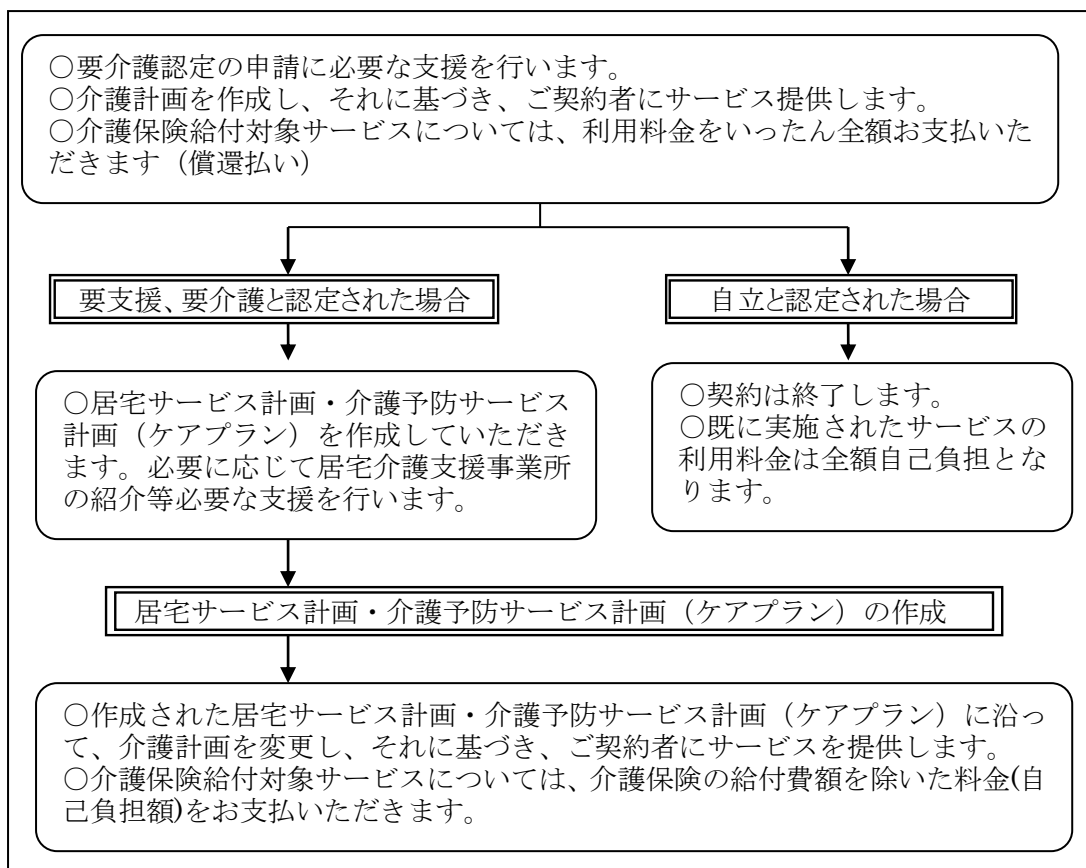 ○要介護認定の申請に必要な支援を行います。
○介護計画を作成し、それに基づき、ご契約者にサービス提供します。
○介護保険給付対象サービスについては、利用料金をいったん全額お支払いた
だきます（償還払い）
要支援、要介護と認定された場合
自立と認定された場合
○居宅サービス計画・介護予防サービス
計画（ケアプラン）を作成していただき
ます。必要に応じて居宅介護支援事業所
の紹介等必要な支援を行います。
○契約は終了します。
○既に実施されたサービスの
利用料金は全額自己負担とな
ります。
居宅サービス計画・介護予防サービス計画（ケアプラン）の作成
○作成された居宅サービス計画・介護予防サービス計画（ケアプラン）に沿っ
て、介護計画を変更し、それに基づき、ご契約者にサービスを提供します。
○介護保険給付対象サービスについては、介護保険の給付費額を除いた料金(自
己負担額)をお支払いただきます。